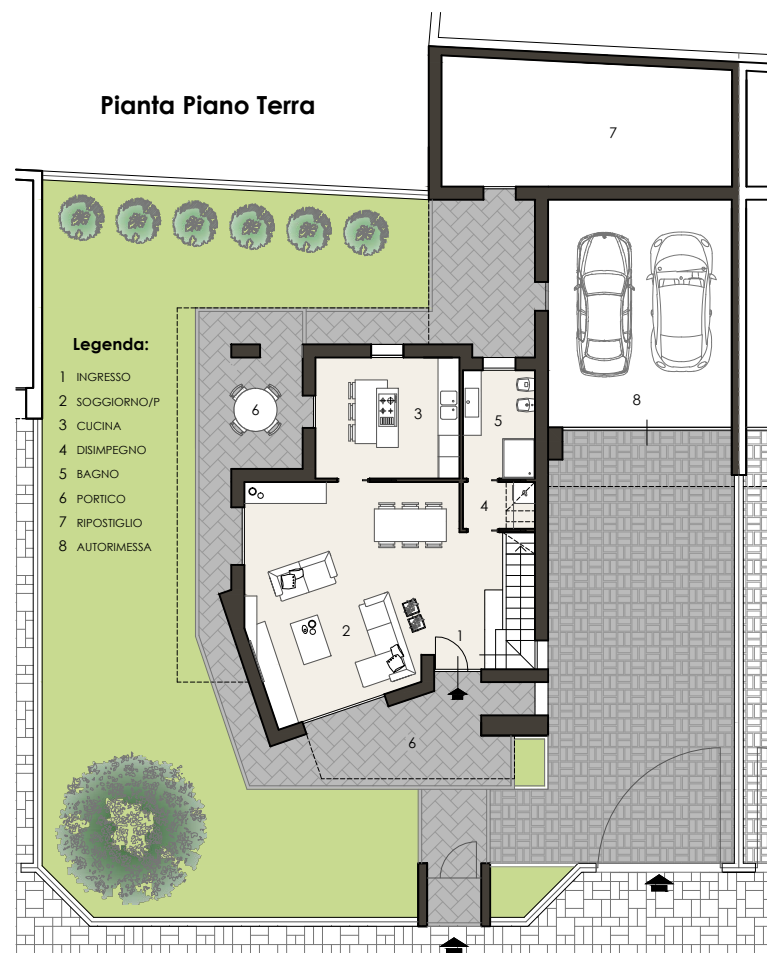 Pianta Piano Terra
7
Legenda:
1 INGRESSO
2 SOGGIORNO/P
3 CUCINA
4 DISIMPEGNO
5 BAGNO
6 PORTICO
7 RIPOSTIGLIO
8 AUTORIMESSA
6
3
5
8
4
2
1
6